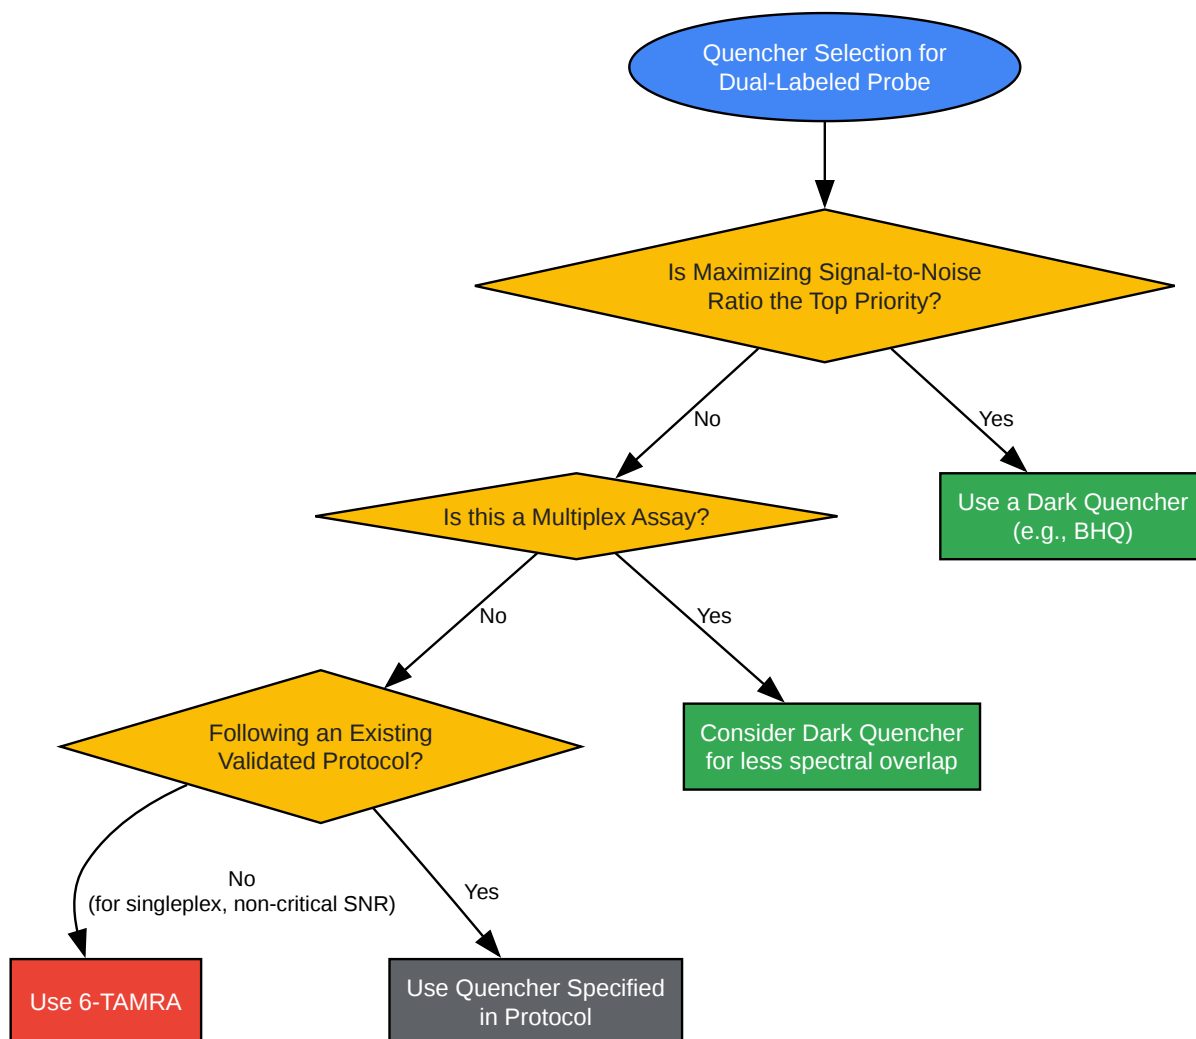 Quencher Selection for
Dual-Labeled Probe
Is Maximizing Signal-to-Noise
Ratio the Top Priority?
No
Yes
Is this a Multiplex Assay?
Use a Dark Quencher
(e.g., BHQ)
No
Yes
Following an Existing
Validated Protocol?
Consider Dark Quencher
for less spectral overlap
No
(for singleplex, non-critical SNR)
Yes
Use 6-TAMRA
Use Quencher Specified
in Protocol